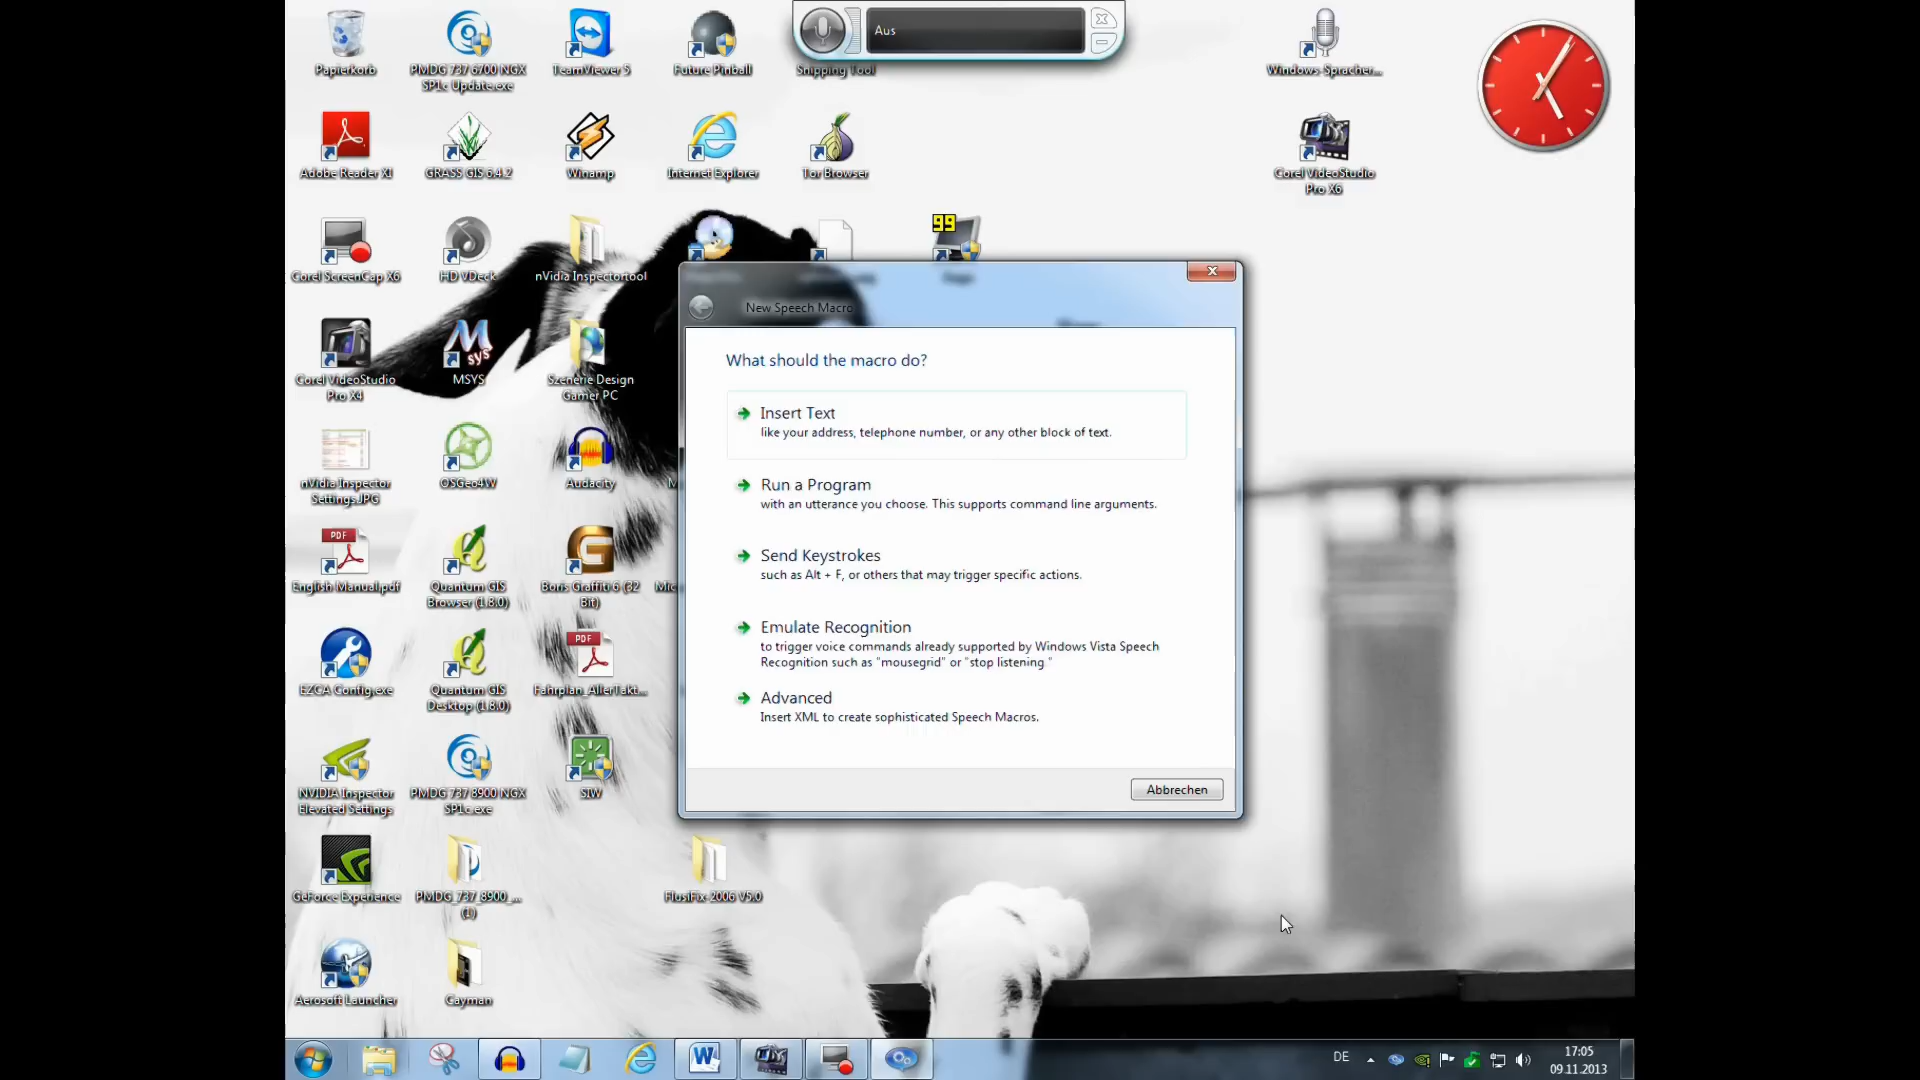 Aus
Papierkorb
PMDG 737 6700 NGX
SP1c Update.exe
TeamViewer 5
Future Pinball
Snipping Tool
Windows-Spracher...
Adobe Reader XI
GRASS GIS 6.4.2
Winamp
Internet Explorer
Tor Browser
Corel VideoStudio
Pro X6
99
Corel ScreenCap X6
HD VDeck
nVidia Inspectortool
Fraps
Corel VideoStudio
Pro X4
Msys
MSYS
Szenerie Design
Gamer PC
nVidia Inspector
Settings.JPG
OSGeo4W
Audacity
PDF
English Manual.pdf
Quantum GIS
Browser (1.8.0)
Boris Graffiti 6 (32
Bit)
EZCA Config.exe
Quantum GIS
Desktop (1.8.0)
PDF
Fahrplan_AllerTakt...
NVIDIA Inspector
Elevated Settings
PMDG 737 8900 NGX
SP1c.exe
SIW
GeForce Experience
PMDG_737_8900_...
(1)
FlusiFix 2006 V5.0
Aerosoft Launcher
Cayman
New Speech Macro
What should the macro do?
Insert Text
like your address, telephone number, or any other block of text.
Run a Program
with an utterance you choose. This supports command line arguments.
Send Keystrokes
such as Alt + F, or others that may trigger specific actions.
Emulate Recognition
to trigger voice commands already supported by Windows Vista Speech
Recognition such as "mousegrid" or "stop listening."
Advanced
Insert XML to create sophisticated Speech Macros.
Abbrechen
DE
17:05
09.11.2013